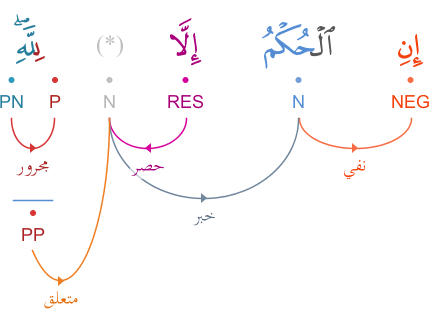 إِنِ ٱلْحُكْمُ إِلَّا (*) لِلَّهِ ۖ
NEG N RES N P PN
نفي
حصر
مجرور
خبر
PP
متعلق